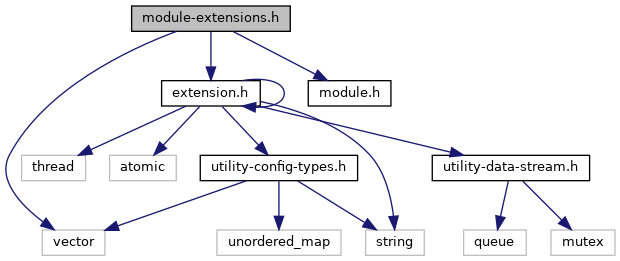 module-extensions.h
extension.h
module.h
thread
atomic
utility-config-types.h
utility-data-stream.h
vector
unordered_map
string
queue
mutex